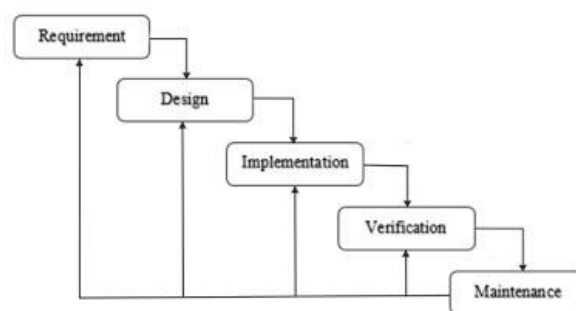 Requirement
Design
Implementation
Verification
Maintenance